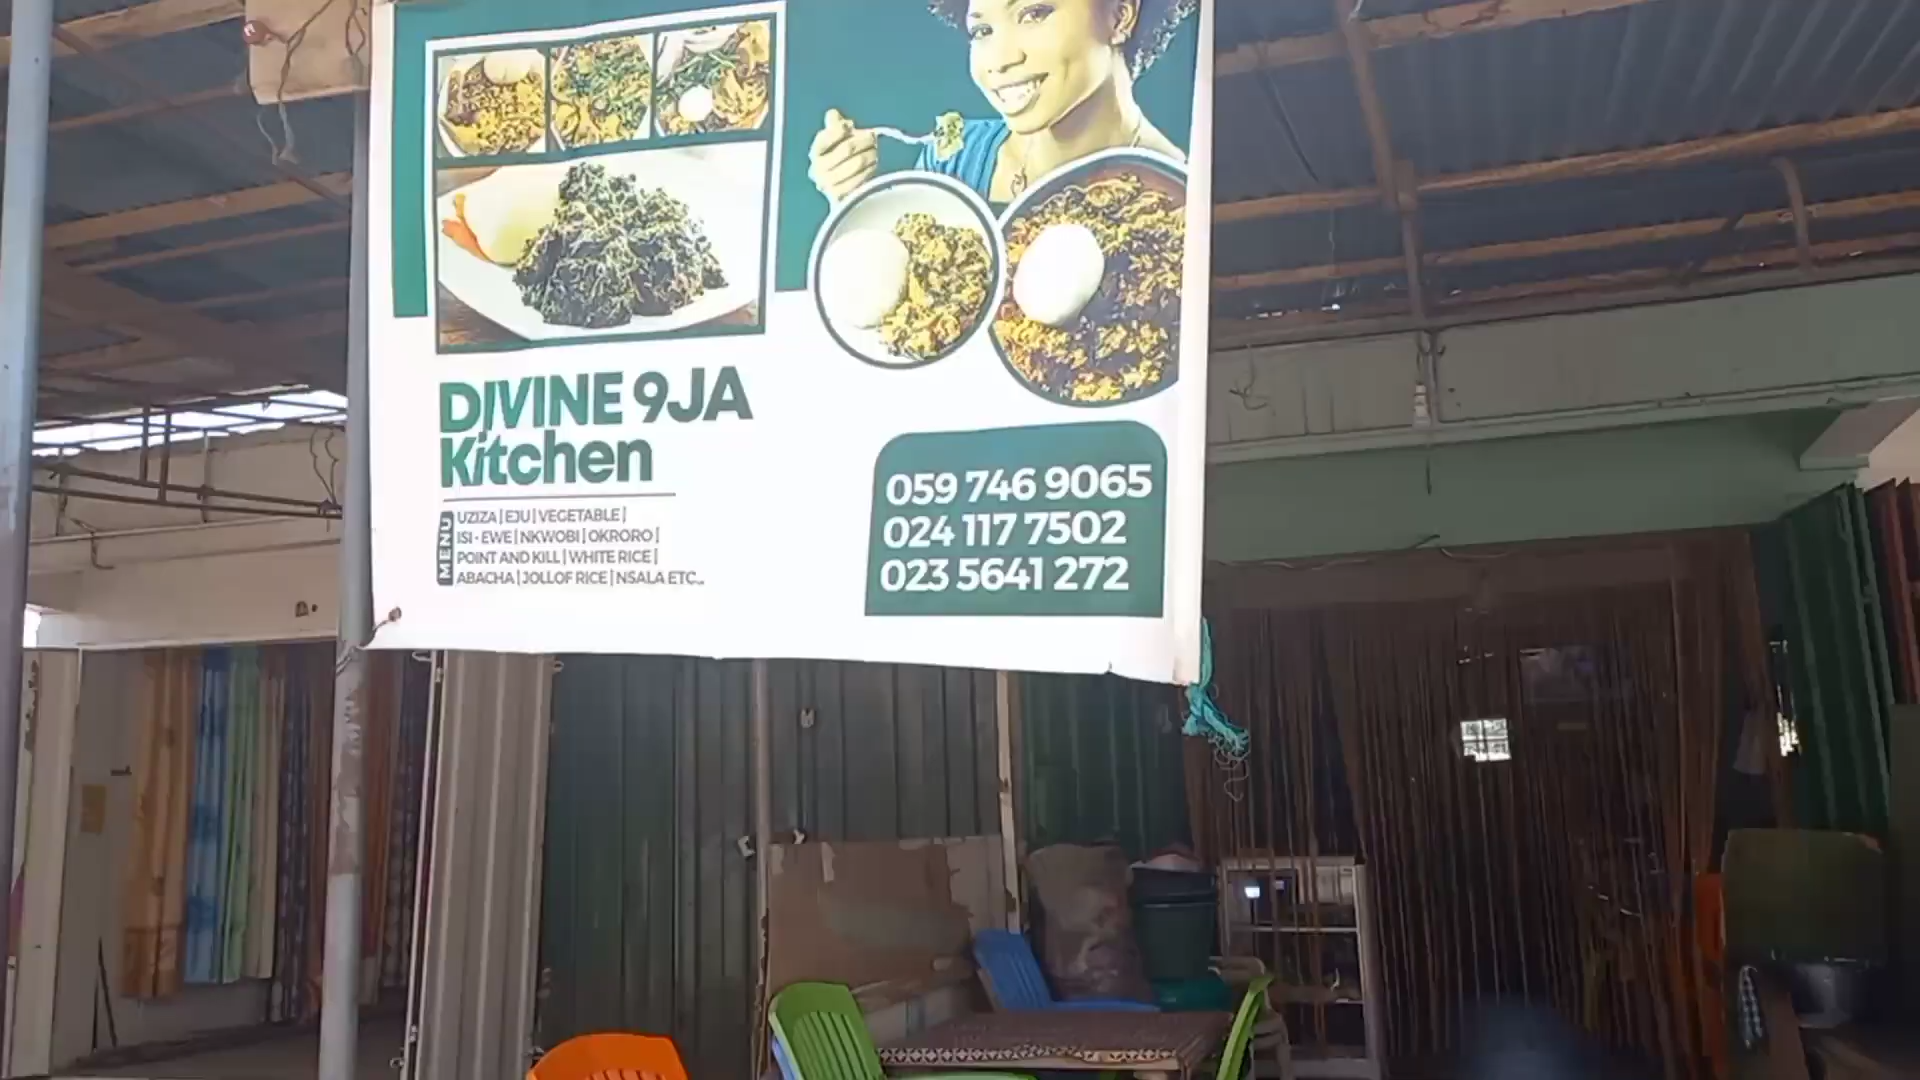 DIVINE 9JA
Kitchen
MENU
UZIZA | EJU | VEGETABLE |
ISI - EWE | NKWOBI | OKRORO |
POINT AND KILL | WHITE RICE |
ABACHA | JOLLOF RICE | NSALA ETC..
059 746 9065
024 117 7502
023 5641 272